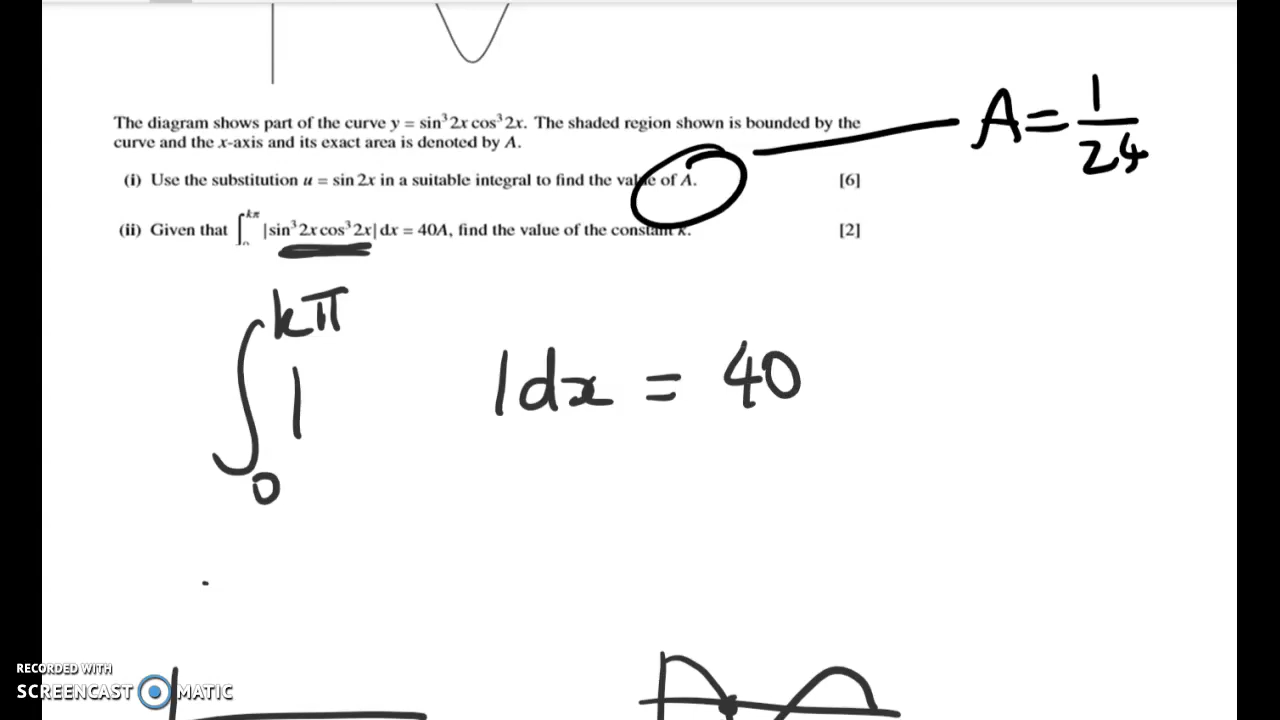 The diagram shows part of the curve y = sin³ 2x cos³ 2x. The shaded region shown is bounded by the
curve and the x-axis and its exact area is denoted by A.
A = 1/24
(i) Use the substitution u = sin 2x in a suitable integral to find the value of A. [6]
(ii) Given that ∫₀^{kπ} |sin³ 2x cos³ 2x| dx = 40A, find the value of the constant k. [2]
∫₀^{kπ} | | dx = 40
RECORDED WITH
SCREENCAST MATIC